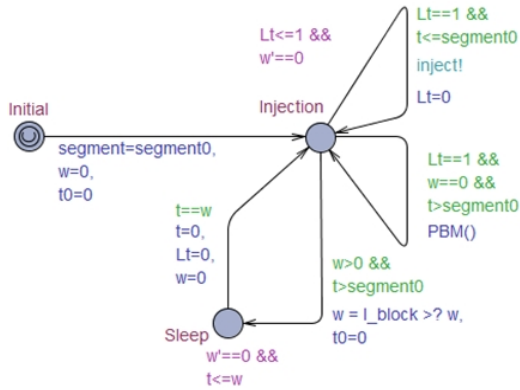 Lt<=1 &&
w'==0
Lt==1 &&
t<=segment0
inject!
Lt=0
Initial
Injection
segment=segment0,
w=0,
t0=0
Lt==1 &&
w==0 &&
t>segment0
PBM()
t==w
t=0,
Lt=0,
w=0
w>0 &&
t>segment0
w = l_block >? w,
t0=0
Sleep
w'==0 &&
t<=w